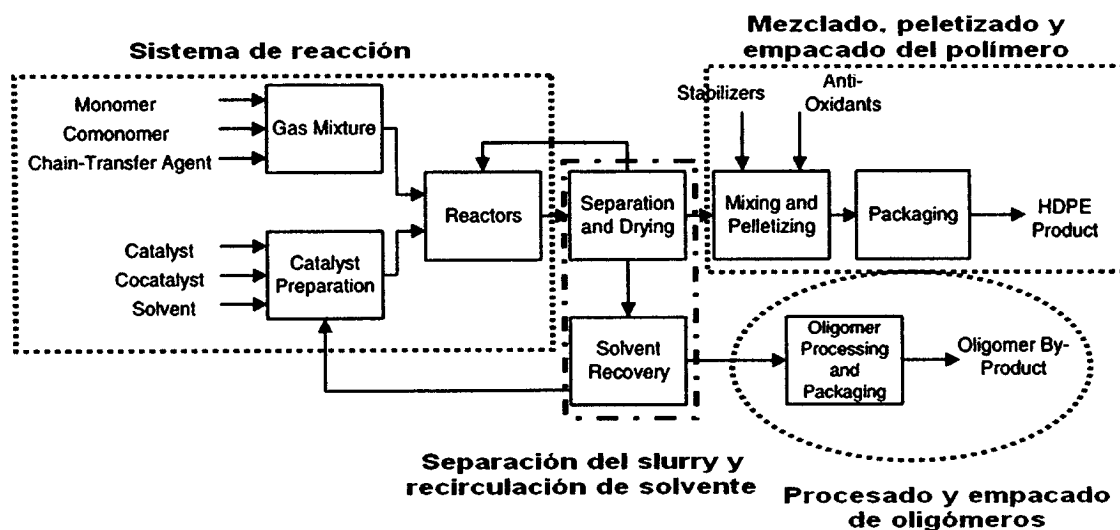 Sistema de reacción
Mezclado, peletizado y
empacado del polímero
Monomer
Comonomer
Chain-Transfer Agent
Gas Mixture
Catalyst
Cocatalyst
Solvent
Catalyst
Preparation
Reactors
Separation
and Drying
Solvent
Recovery
Stabilizers
Anti-
Oxidants
Mixing and
Pelletizing
Packaging
HDPE
Product
Oligomer
Processing
and
Packaging
Oligomer By-
Product
Separación del slurry y
recirculación de solvente
Procesado y empacado
de oligómeros